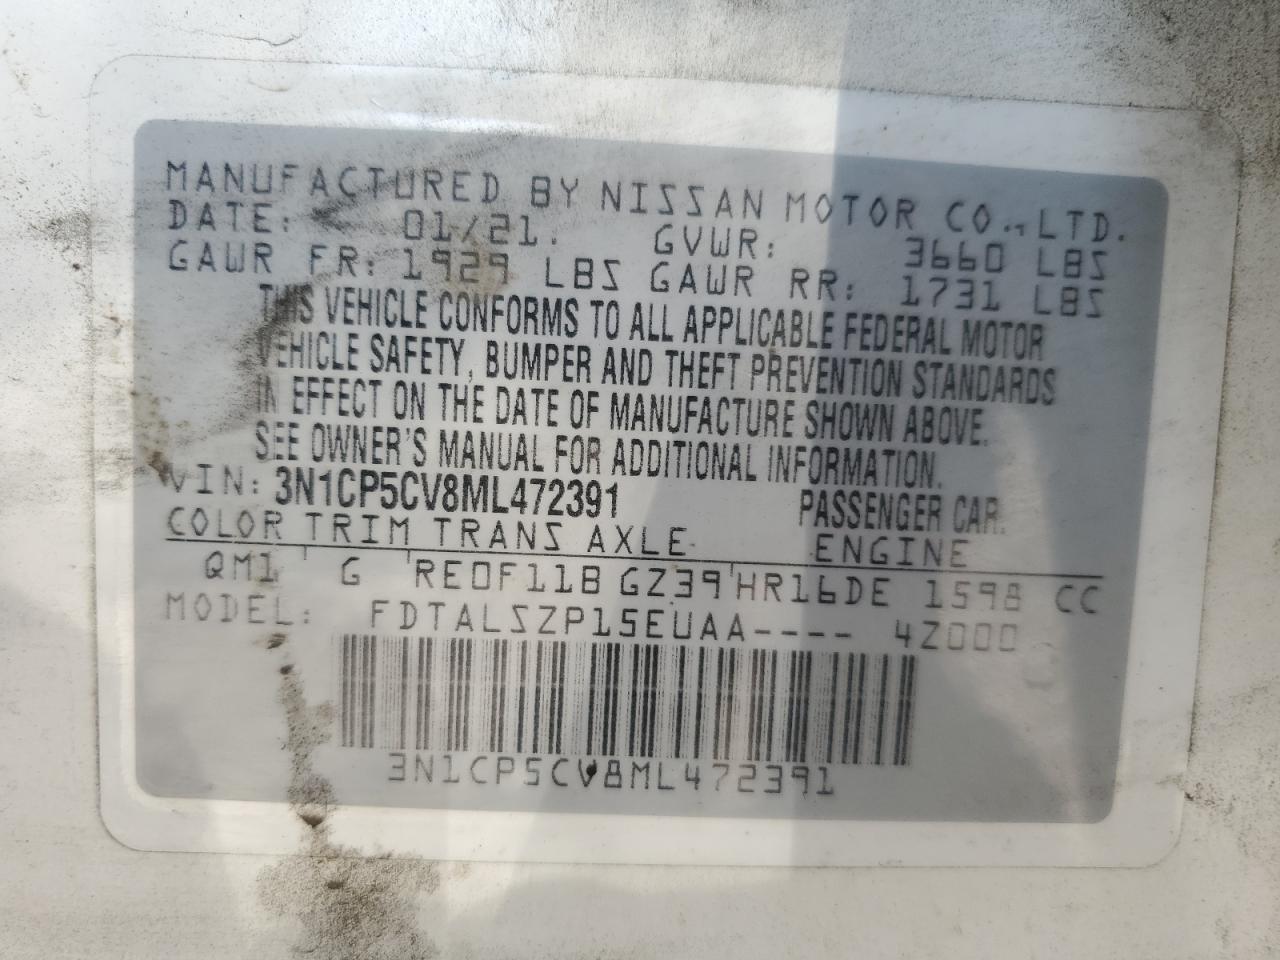 MANUFACTURED BY NISSAN MOTOR CO., LTD.
DATE: 01/21. GVWR: 3660 LBS
GAWR FR: 1929 LBS GAWR RR: 1731 LBS
THIS VEHICLE CONFORMS TO ALL APPLICABLE FEDERAL MOTOR
VEHICLE SAFETY, BUMPER AND THEFT PREVENTION STANDARDS
IN EFFECT ON THE DATE OF MANUFACTURE SHOWN ABOVE.
SEE OWNER'S MANUAL FOR ADDITIONAL INFORMATION.
VIN: 3N1CP5CV8ML472391 PASSENGER CAR.
COLOR TRIM TRANS AXLE ENGINE
QM1 G RE0F11B GZ39 HR16DE 1598 CC
MODEL: FDTALSZP15EUAA---- 4Z000
3N1CP5CV8ML472391